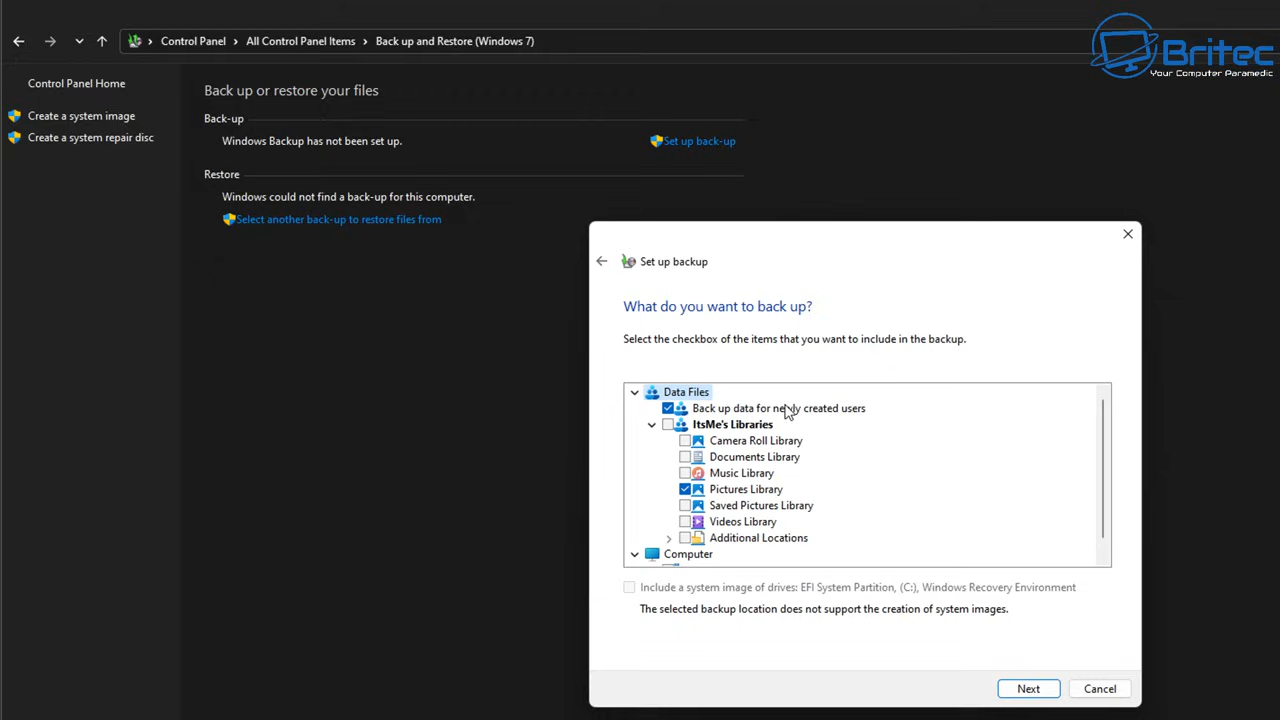 Control Panel > All Control Panel Items > Back up and Restore (Windows 7)
Britec
Your Computer Paramedic
Control Panel Home
Create a system image
Create a system repair disc
Back up or restore your files
Back-up
Windows Backup has not been set up.
Set up back-up
Restore
Windows could not find a back-up for this computer.
Select another back-up to restore files from
Set up backup
What do you want to back up?
Select the checkbox of the items that you want to include in the backup.
Data Files
Back up data for newly created users
ItsMe's Libraries
Camera Roll Library
Documents Library
Music Library
Pictures Library
Saved Pictures Library
Videos Library
Additional Locations
Computer
Include a system image of drives: EFI System Partition, (C:), Windows Recovery Environment
The selected backup location does not support the creation of system images.
Next
Cancel